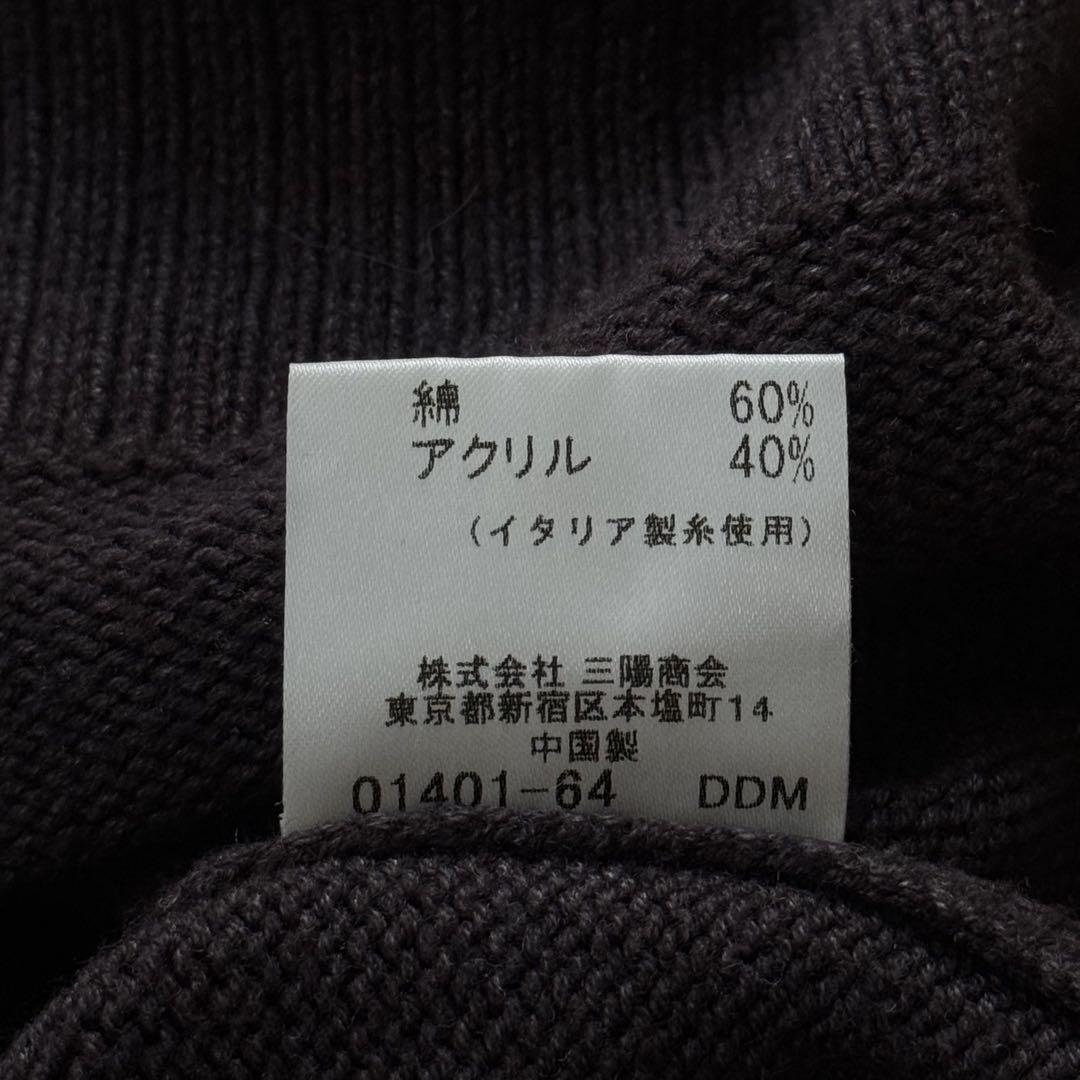 綿 60%
アクリル 40%
（イタリア製糸使用）
株式会社 三陽商会
東京都新宿区本塩町14
中国製
01401-64 DDM